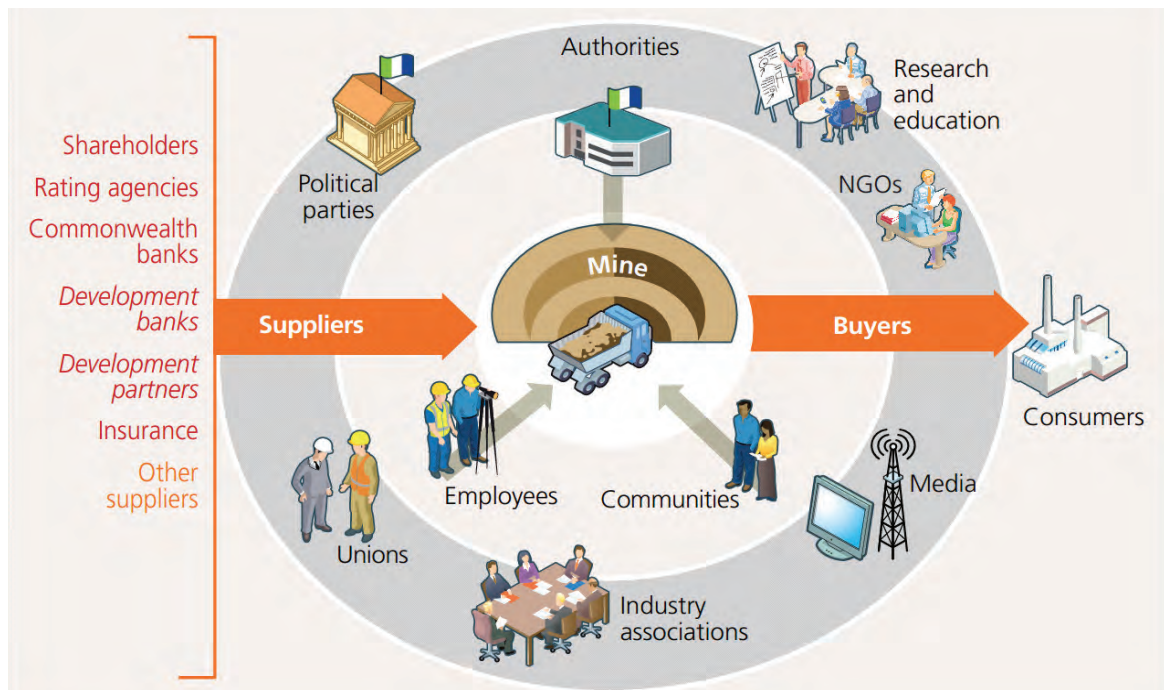 Shareholders
Rating agencies
Commonwealth
banks
Development
banks
Development
partners
Insurance
Other
suppliers
Authorities
Political
parties
Research
and
education
NGOs
Mine
Suppliers
Buyers
Consumers
Employees
Communities
Media
Unions
Industry
associations